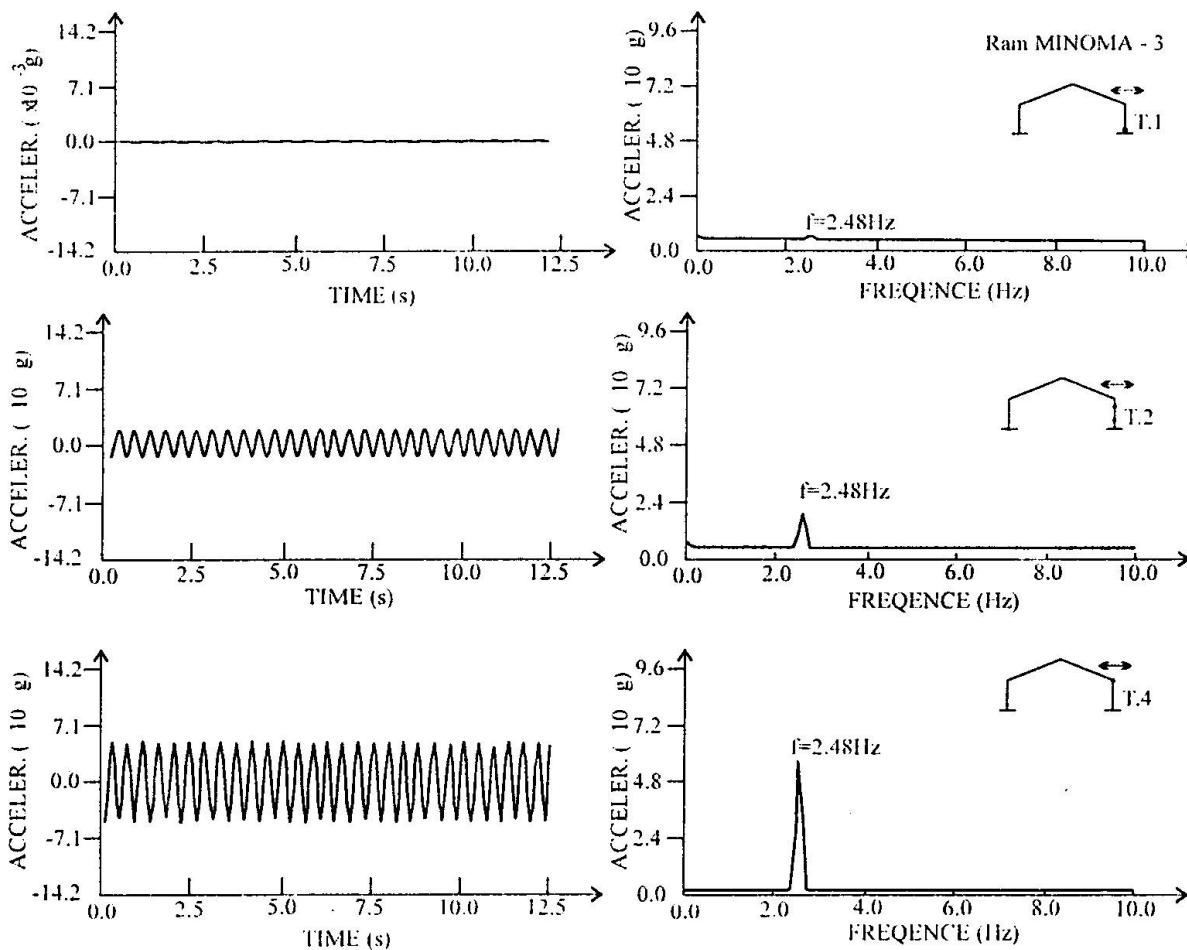 ACCELER. ( x10 -3g)
14.2
7.1
0.0
-7.1
-14.2
0.0 2.5 5.0 7.5 10.0 12.5
TIME (s)
ACCELER. ( 10 g)
9.6
7.2
4.8
2.4
0.0
Ram MINOMA - 3
T.1
f=2.48Hz
0.0 2.0 4.0 6.0 8.0 10.0
FREQENCE (Hz)
ACCELER. ( 10 g)
14.2
7.1
0.0
-7.1
-14.2
0.0 2.5 5.0 7.5 10.0 12.5
TIME (s)
ACCELER. ( 10 g)
9.6
7.2
4.8
2.4
0.0
T.2
f=2.48Hz
0.0 2.0 4.0 6.0 8.0 10.0
FREQENCE (Hz)
ACCELER. ( 10 g)
14.2
7.1
0.0
-7.1
-14.2
0.0 2.5 5.0 7.5 10.0 12.5
TIME (s)
ACCELER. ( 10 g)
9.6
7.2
4.8
2.4
0.0
T.4
f=2.48Hz
0.0 2.0 4.0 6.0 8.0 10.0
FREQENCE (Hz)